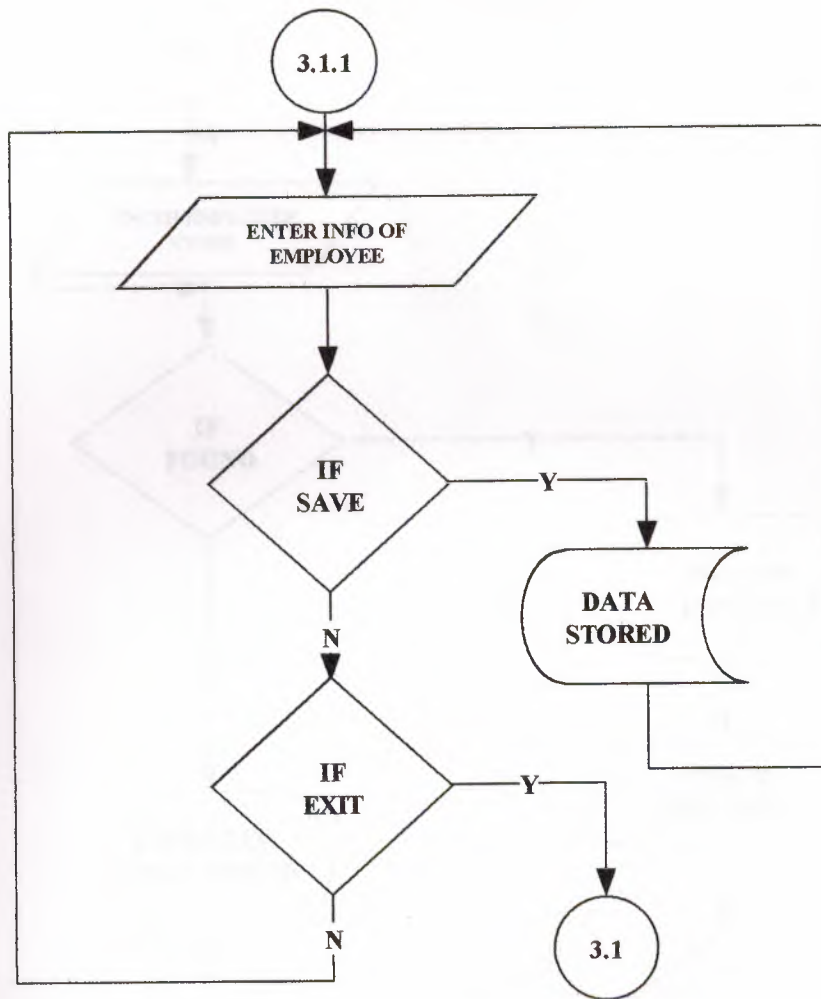 3.1.1
ENTER INFO OF
EMPLOYEE
IF
SAVE
Y
DATA
STORED
N
IF
EXIT
Y
N
3.1